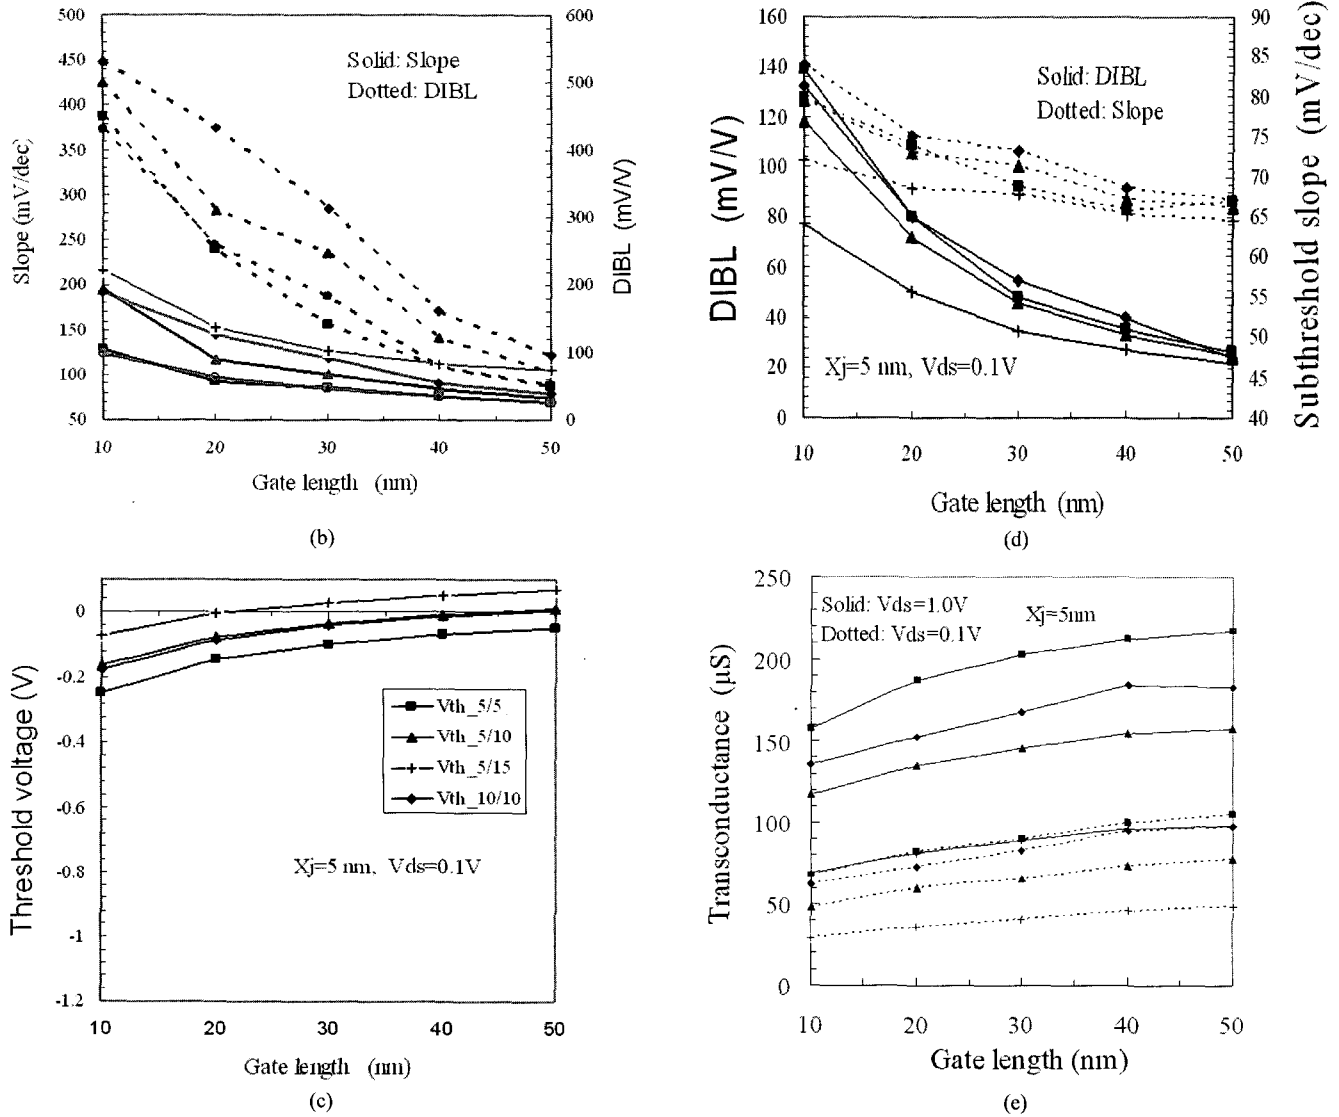 500
450
400
350
300
250
200
150
100
50
Slope (mV/dec)
Solid: Slope
Dotted: DIBL
600
500
400
300
200
100
0
DIBL (mV/V)
10 20 30 40 50
Gate length (nm)
(b)
160
140
120
100
80
60
40
20
0
DIBL (mV/V)
Solid: DIBL
Dotted: Slope
Xj=5 nm, Vds=0.1V
90
85
80
75
70
65
60
55
50
45
40
Subthreshold slope (mV/dec)
10 20 30 40 50
Gate length (nm)
(d)
0
-0.2
-0.4
-0.6
-0.8
-1
-1.2
Threshold voltage (V)
Vth_5/5
Vth_5/10
Vth_5/15
Vth_10/10
Xj=5 nm, Vds=0.1V
10 20 30 40 50
Gate length (nm)
(c)
250
200
150
100
50
0
Transconductance (µS)
Solid: Vds=1.0V
Dotted: Vds=0.1V
Xj=5nm
10 20 30 40 50
Gate length (nm)
(e)